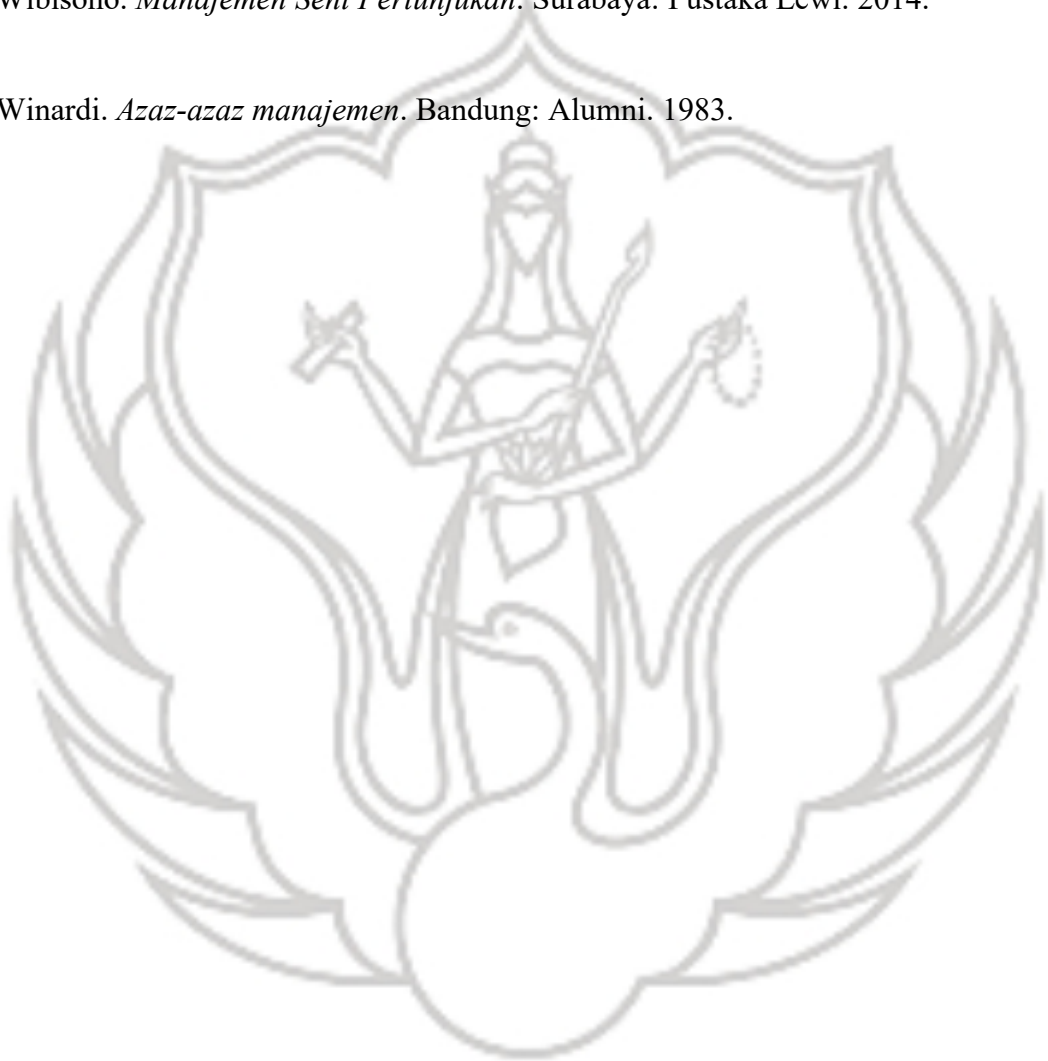 Wibisono. Manajemen Seni Pertunjukan. Surabaya: Pustaka Lewi. 2014.
Winardi. Azaz-azaz manajemen. Bandung: Alumni. 1983.